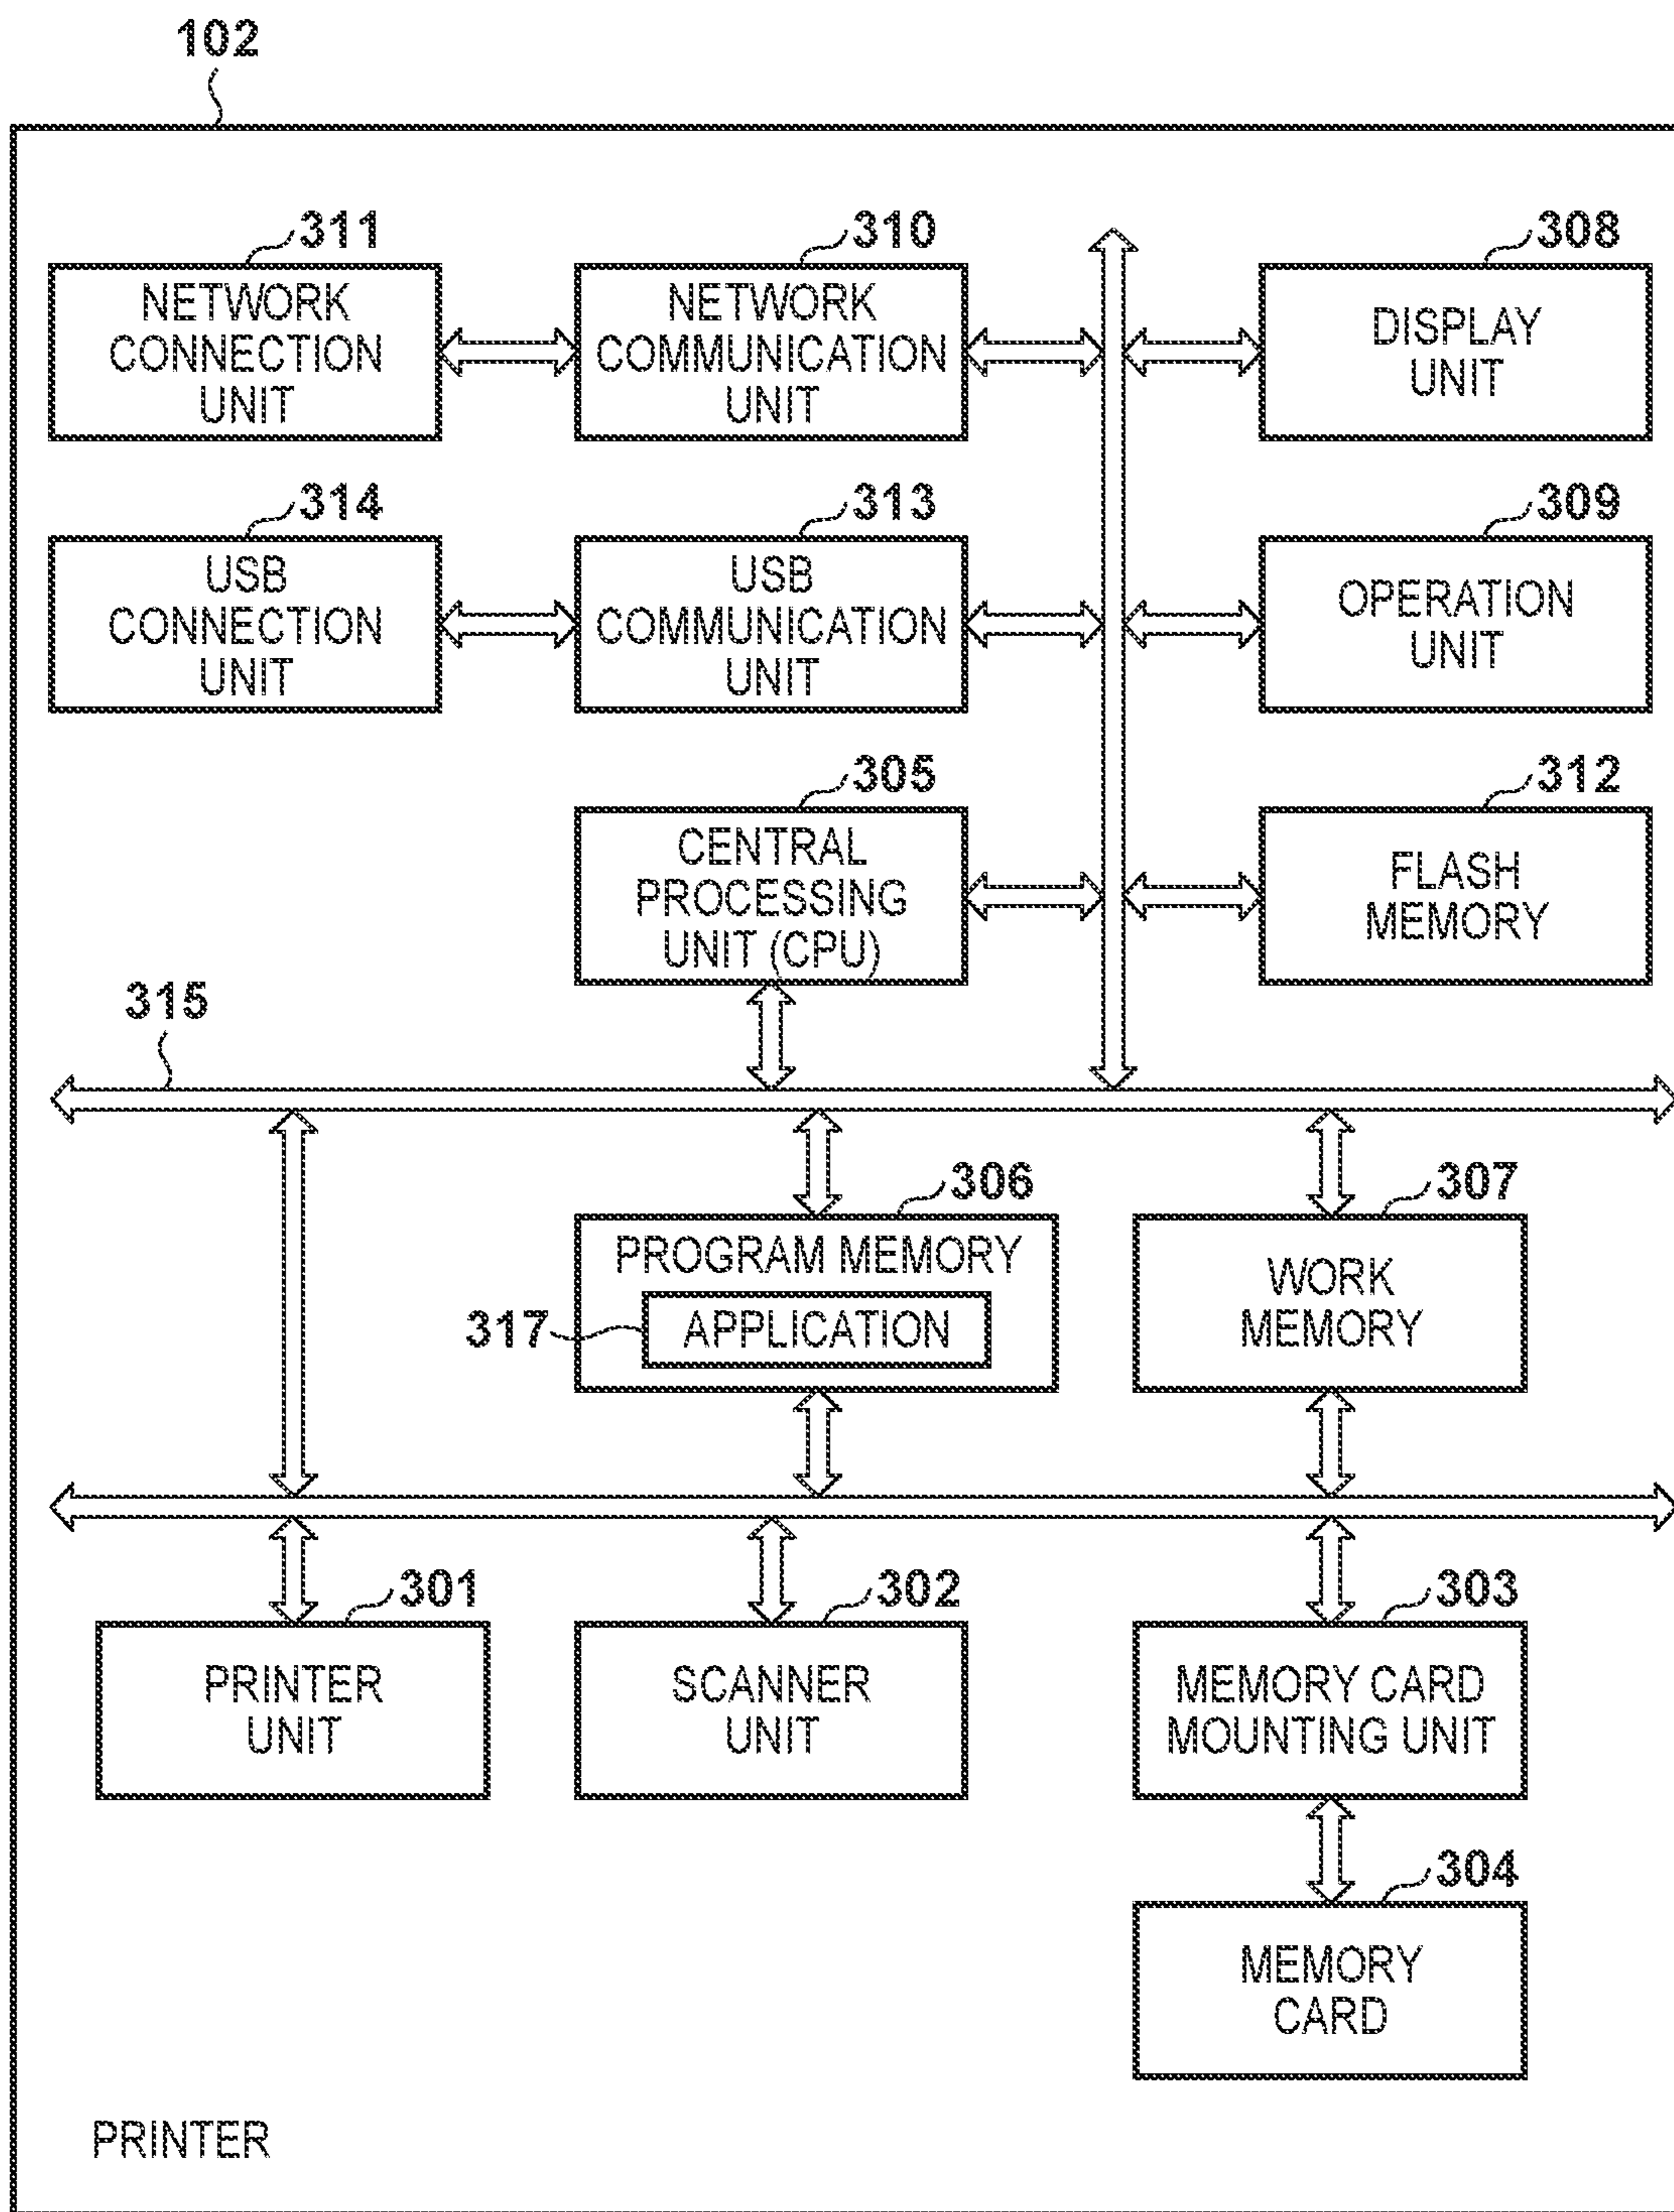 102
311
310
308
NETWORK
CONNECTION
UNIT
NETWORK
COMMUNICATION
UNIT
DISPLAY
UNIT
314
313
309
USB
CONNECTION
UNIT
USB
COMMUNICATION
UNIT
OPERATION
UNIT
305
312
CENTRAL
PROCESSING
UNIT (CPU)
FLASH
MEMORY
315
306
307
PROGRAM MEMORY
317
APPLICATION
WORK
MEMORY
301
302
303
PRINTER
UNIT
SCANNER
UNIT
MEMORY CARD
MOUNTING UNIT
304
MEMORY
CARD
PRINTER